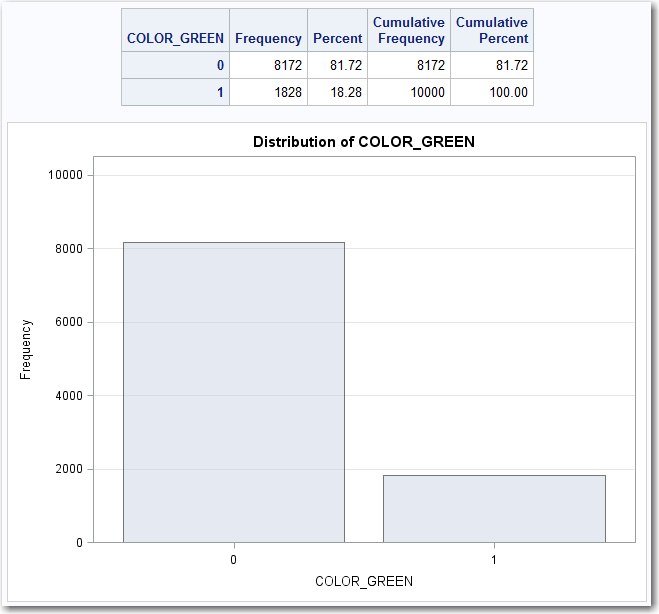 COLOR_GREEN Frequency Percent Cumulative Frequency Cumulative Percent
0 8172 81.72 8172 81.72
1 1828 18.28 10000 100.00
Distribution of COLOR_GREEN
10000
8000
6000
4000
2000
0
Frequency
0 1
COLOR_GREEN